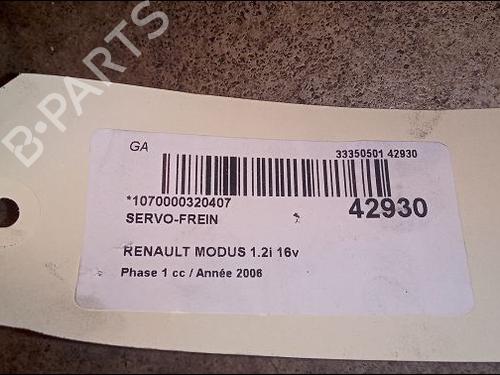 B-PARTS
GA
33350501 42930
*1070000320407
42930
SERVO-FREIN
RENAULT MODUS 1.2i 16v
Phase 1 cc / Année 2006